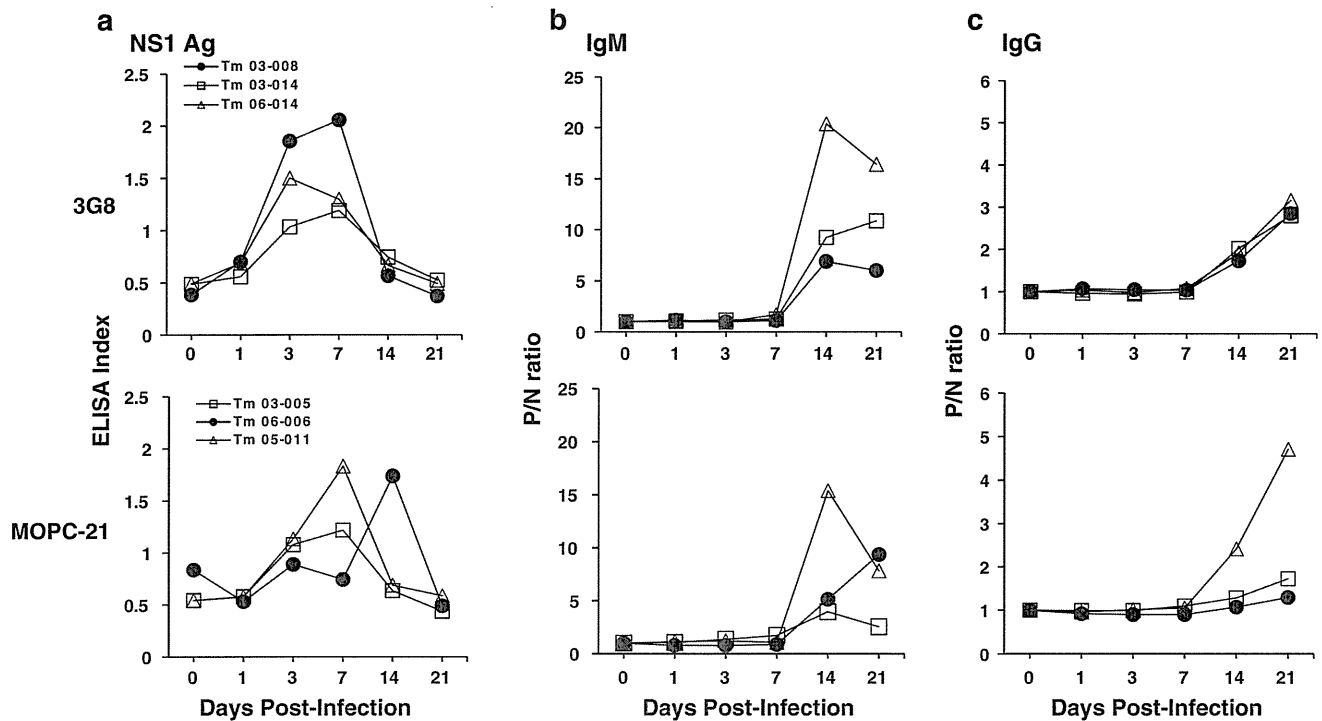 a
NS1 Ag
Tm 03-008
Tm 03-014
Tm 06-014
2.5
2
1.5
1
0.5
0
0 1 3 7 14 21
3G8
b
IgM
25
20
15
10
5
0
0 1 3 7 14 21
c
IgG
6
5
4
3
2
1
0
0 1 3 7 14 21
ELISA Index
P/N ratio
P/N ratio
MOPC-21
Tm 03-005
Tm 06-006
Tm 05-011
2.5
2
1.5
1
0.5
0
0 1 3 7 14 21
Days Post-Infection
25
20
15
10
5
0
0 1 3 7 14 21
Days Post-Infection
6
5
4
3
2
1
0
0 1 3 7 14 21
Days Post-Infection